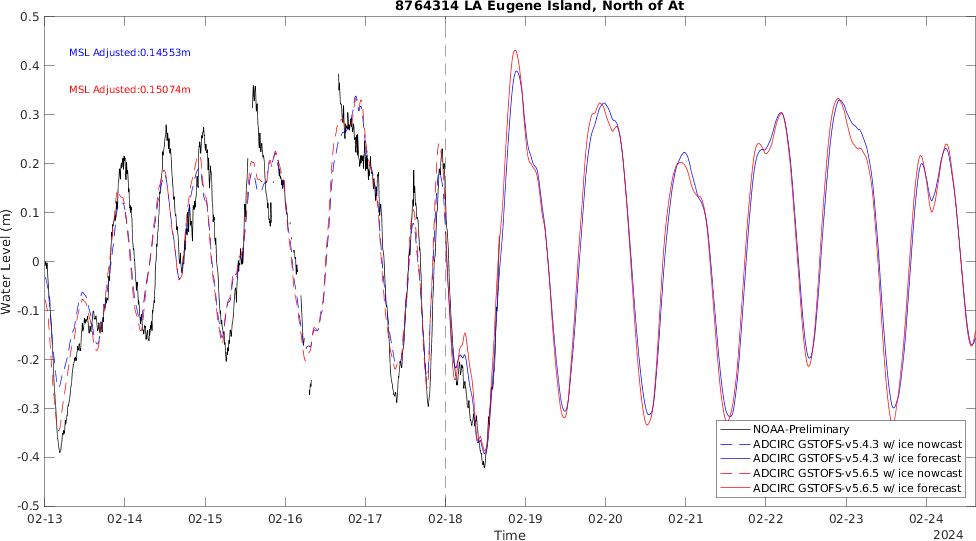 8764314 LA Eugene Island, North of At
MSL Adjusted:0.14553m
MSL Adjusted:0.15074m
Water Level (m)
0.5
0.4
0.3
0.2
0.1
0
-0.1
-0.2
-0.3
-0.4
-0.5
NOAA-Preliminary
ADCIRC GSTOFS-v5.4.3 w/ ice nowcast
ADCIRC GSTOFS-v5.4.3 w/ ice forecast
ADCIRC GSTOFS-v5.6.5 w/ ice nowcast
ADCIRC GSTOFS-v5.6.5 w/ ice forecast
02-13 02-14 02-15 02-16 02-17 02-18 02-19 02-20 02-21 02-22 02-23 02-24
Time
2024